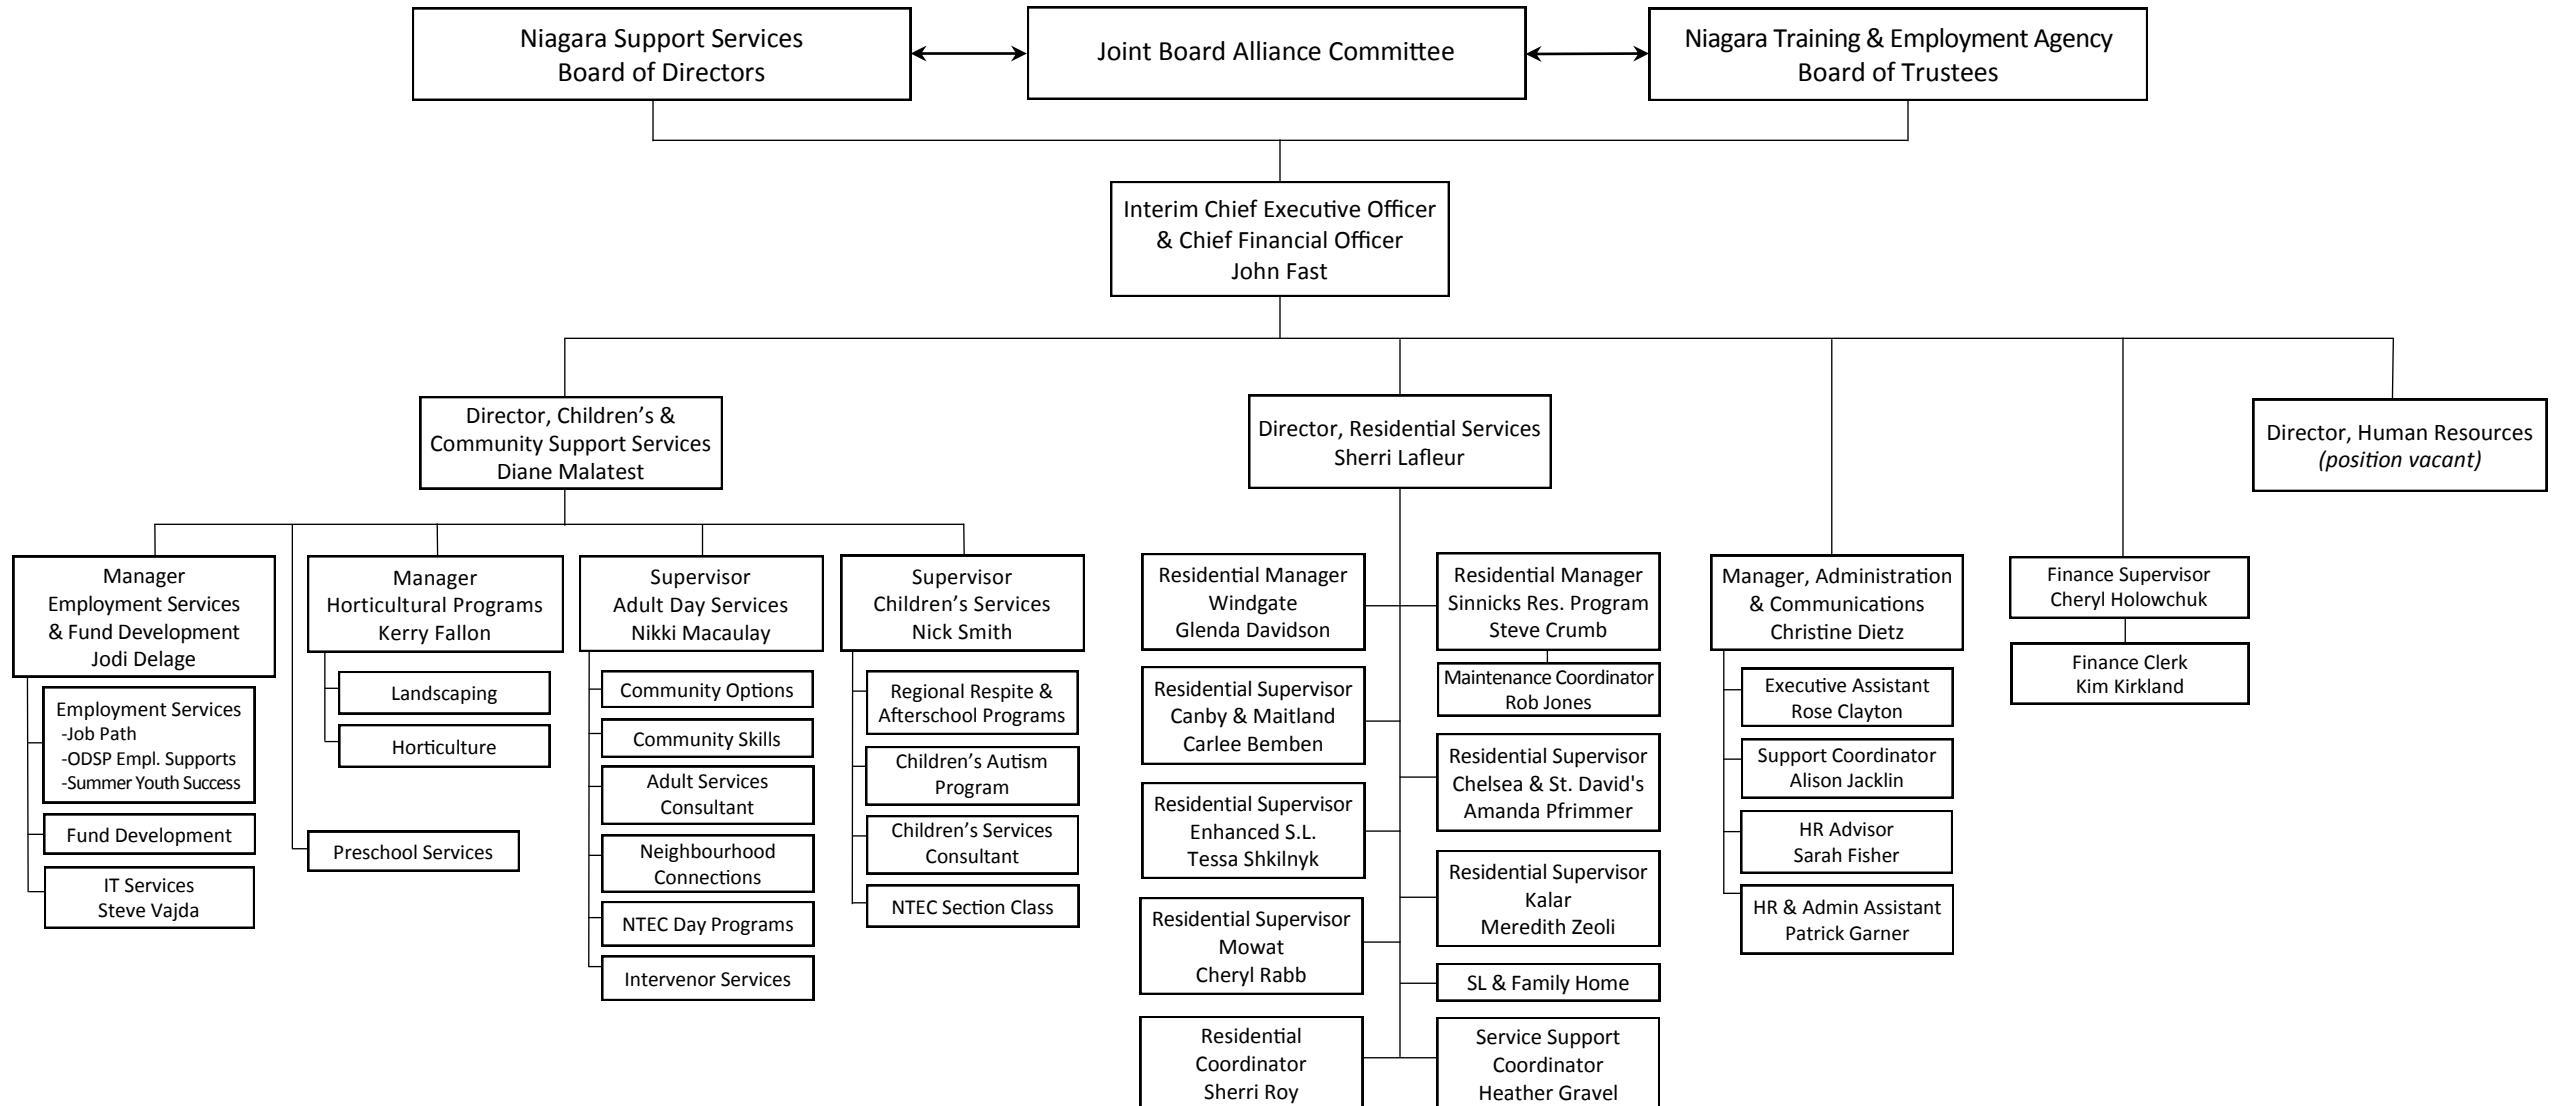 Niagara Support Services
Board of Directors
Joint Board Alliance Committee
Niagara Training & Employment Agency
Board of Trustees
Interim Chief Executive Officer
& Chief Financial Officer
John Fast
Director, Children’s &
Community Support Services
Diane Malatest
Director, Residential Services
Sherri Lafleur
Director, Human Resources
(position vacant)
Manager
Employment Services
& Fund Development
Jodi Delage
Employment Services
-Job Path
-ODSP Empl. Supports
-Summer Youth Success
Fund Development
IT Services
Steve Vajda
Preschool Services
Manager
Horticultural Programs
Kerry Fallon
Landscaping
Horticulture
Supervisor
Adult Day Services
Nikki Macaulay
Community Options
Community Skills
Adult Services
Consultant
Neighbourhood
Connections
NTEC Day Programs
Intervenor Services
Supervisor
Children’s Services
Nick Smith
Regional Respite &
Afterschool Programs
Children’s Autism
Program
Children’s Services
Consultant
NTEC Section Class
Residential Manager
Windgate
Glenda Davidson
Residential Supervisor
Canby & Maitland
Carlee Bemben
Residential Supervisor
Enhanced S.L.
Tessa Shkilnyk
Residential Supervisor
Mowat
Cheryl Rabb
Residential
Coordinator
Sherri Roy
Residential Manager
Sinnicks Res. Program
Steve Crumb
Maintenance Coordinator
Rob Jones
Residential Supervisor
Chelsea & St. David's
Amanda Pfrimmer
Residential Supervisor
Kalar
Meredith Zeoli
SL & Family Home
Service Support
Coordinator
Heather Gravel
Manager, Administration
& Communications
Christine Dietz
Executive Assistant
Rose Clayton
Support Coordinator
Alison Jacklin
HR Advisor
Sarah Fisher
HR & Admin Assistant
Patrick Garner
Finance Supervisor
Cheryl Holowchuk
Finance Clerk
Kim Kirkland